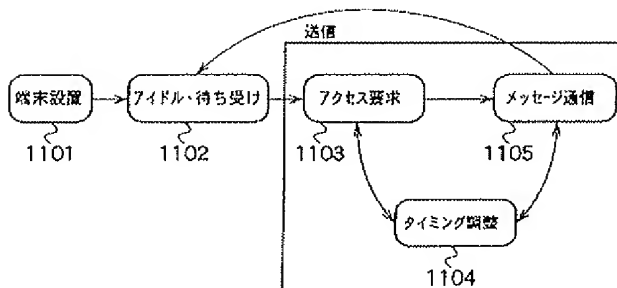 送信
端末設置
アイドル・待ち受け
アクセス要求
メッセージ通信
1101
1102
1103
1105
タイミング調整
1104